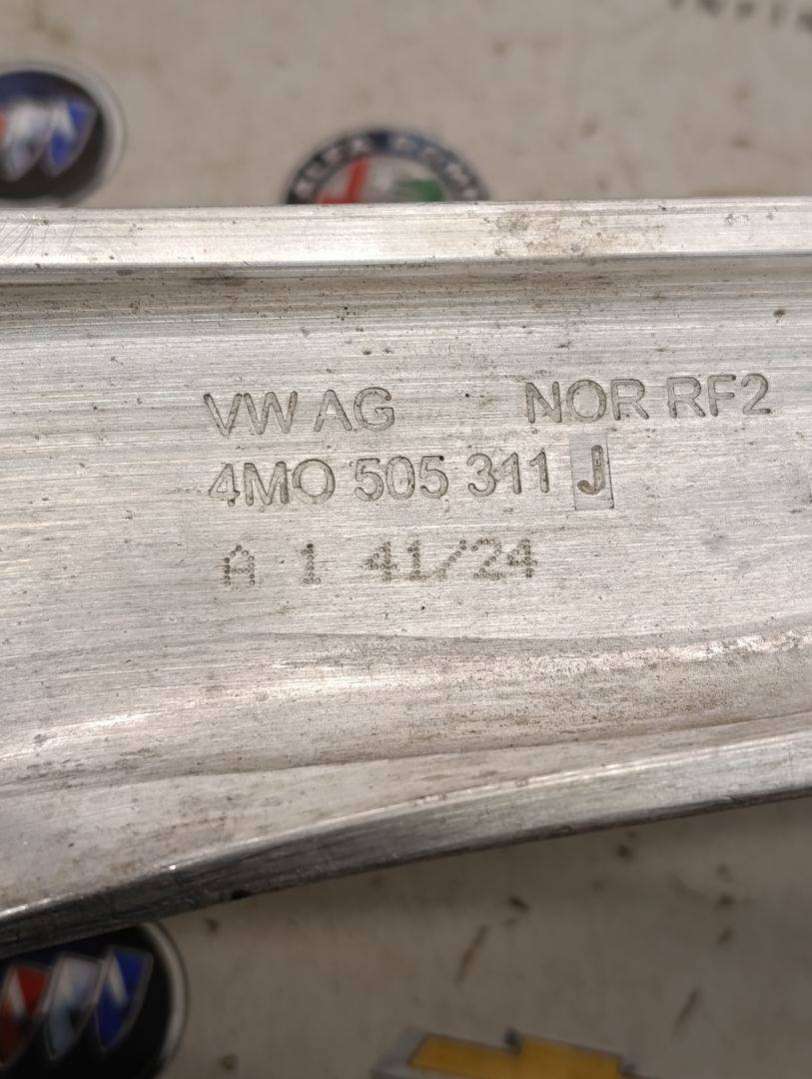 VW AG NOR RF2
4M0 505 311 J
A 1 41/24